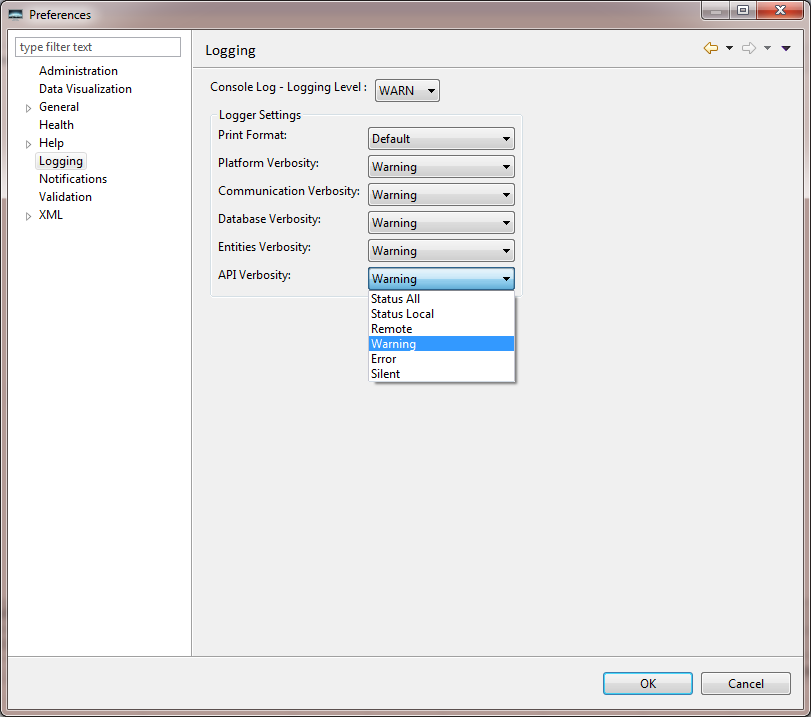 Preferences
type filter text
Administration
Data Visualization
General
Health
Help
Logging
Notifications
Validation
XML
Logging
Console Log - Logging Level :
WARN
Logger Settings
Print Format:
Default
Platform Verbosity:
Warning
Communication Verbosity:
Warning
Database Verbosity:
Warning
Entities Verbosity:
Warning
API Verbosity:
Warning
Status All
Status Local
Remote
Warning
Error
Silent
OK
Cancel